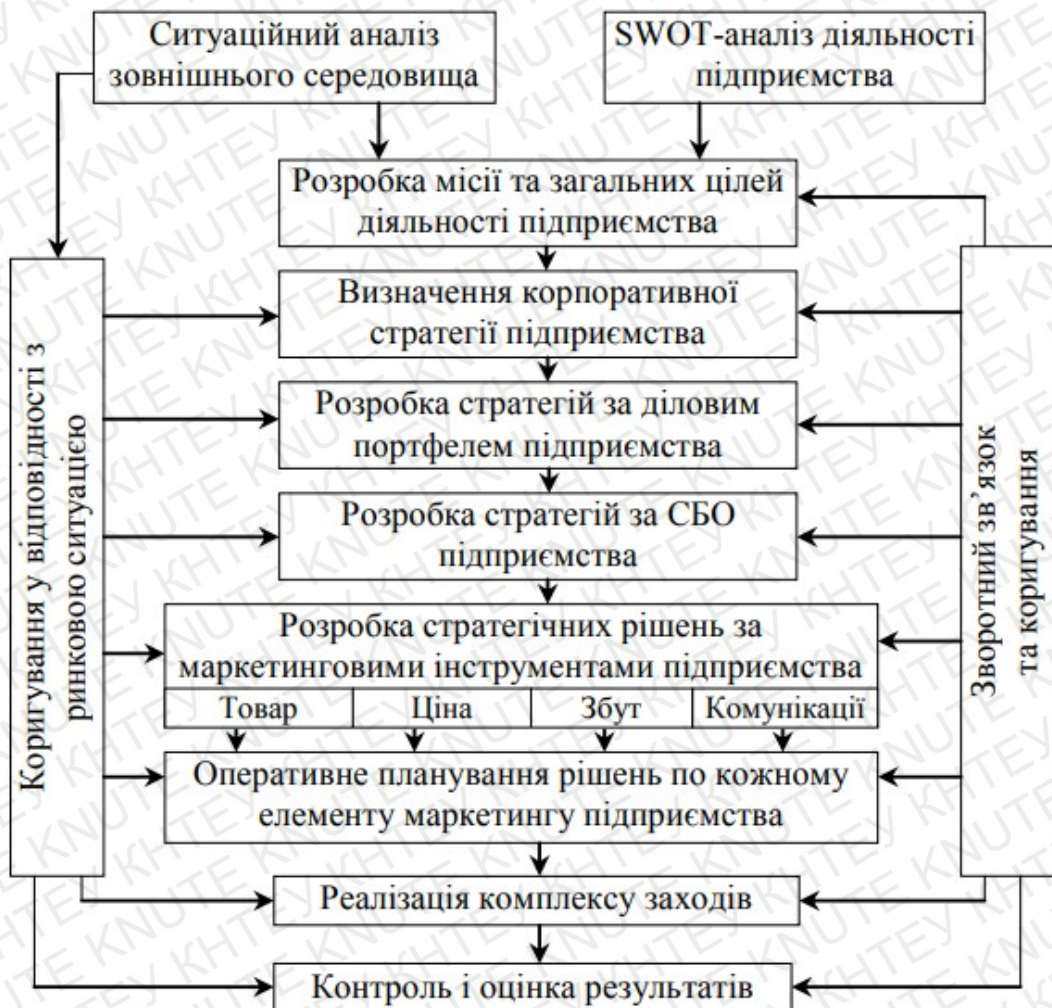 Ситуаційний аналіз
зовнішнього середовища
SWOT-аналіз діяльності
підприємства
Розробка місії та загальних цілей
діяльності підприємства
Визначення корпоративної
стратегії підприємства
Розробка стратегій за діловим
портфелем підприємства
Розробка стратегій за СБО
підприємства
Розробка стратегічних рішень за
маркетинговими інструментами підприємства
Товар
Ціна
Збут
Комунікації
Оперативне планування рішень по кожному
елементу маркетингу підприємства
Реалізація комплексу заходів
Контроль і оцінка результатів
Коригування у відповідності з
ринковою ситуацією
Зворотний зв’язок
та коригування
КНТЕУ KNUTE